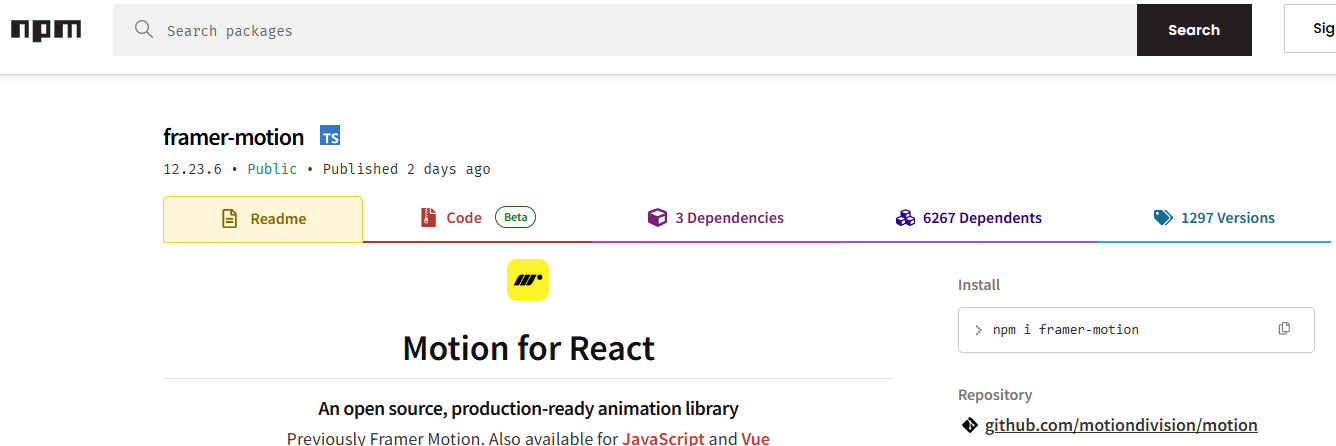 npm
Search packages
Search
Sig
framer-motion TS
12.23.6 • Public • Published 2 days ago
Readme
Code Beta
3 Dependencies
6267 Dependents
1297 Versions
Motion for React
An open source, production-ready animation library
Previously Framer Motion. Also available for JavaScript and Vue
Install
> npm i framer-motion
Repository
github.com/motiondivision/motion